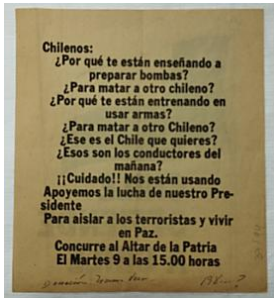 Chilenos:
¿Por qué te están enseñando a
preparar bombas?
¿Para matar a otro chileno?
¿Por qué te están entrenando en
usar armas?
¿Para matar a otro Chileno?
¿Ese es el Chile que quieres?
¿Esos son los conductores del
mañana?
¡¡Cuidado!! Nos están usando
Apoyemos la lucha de nuestro Pre-
sidente
Para aislar a los terroristas y vivir
en Paz.
Concurre al Altar de la Patria
El Martes 9 a las 15.00 horas